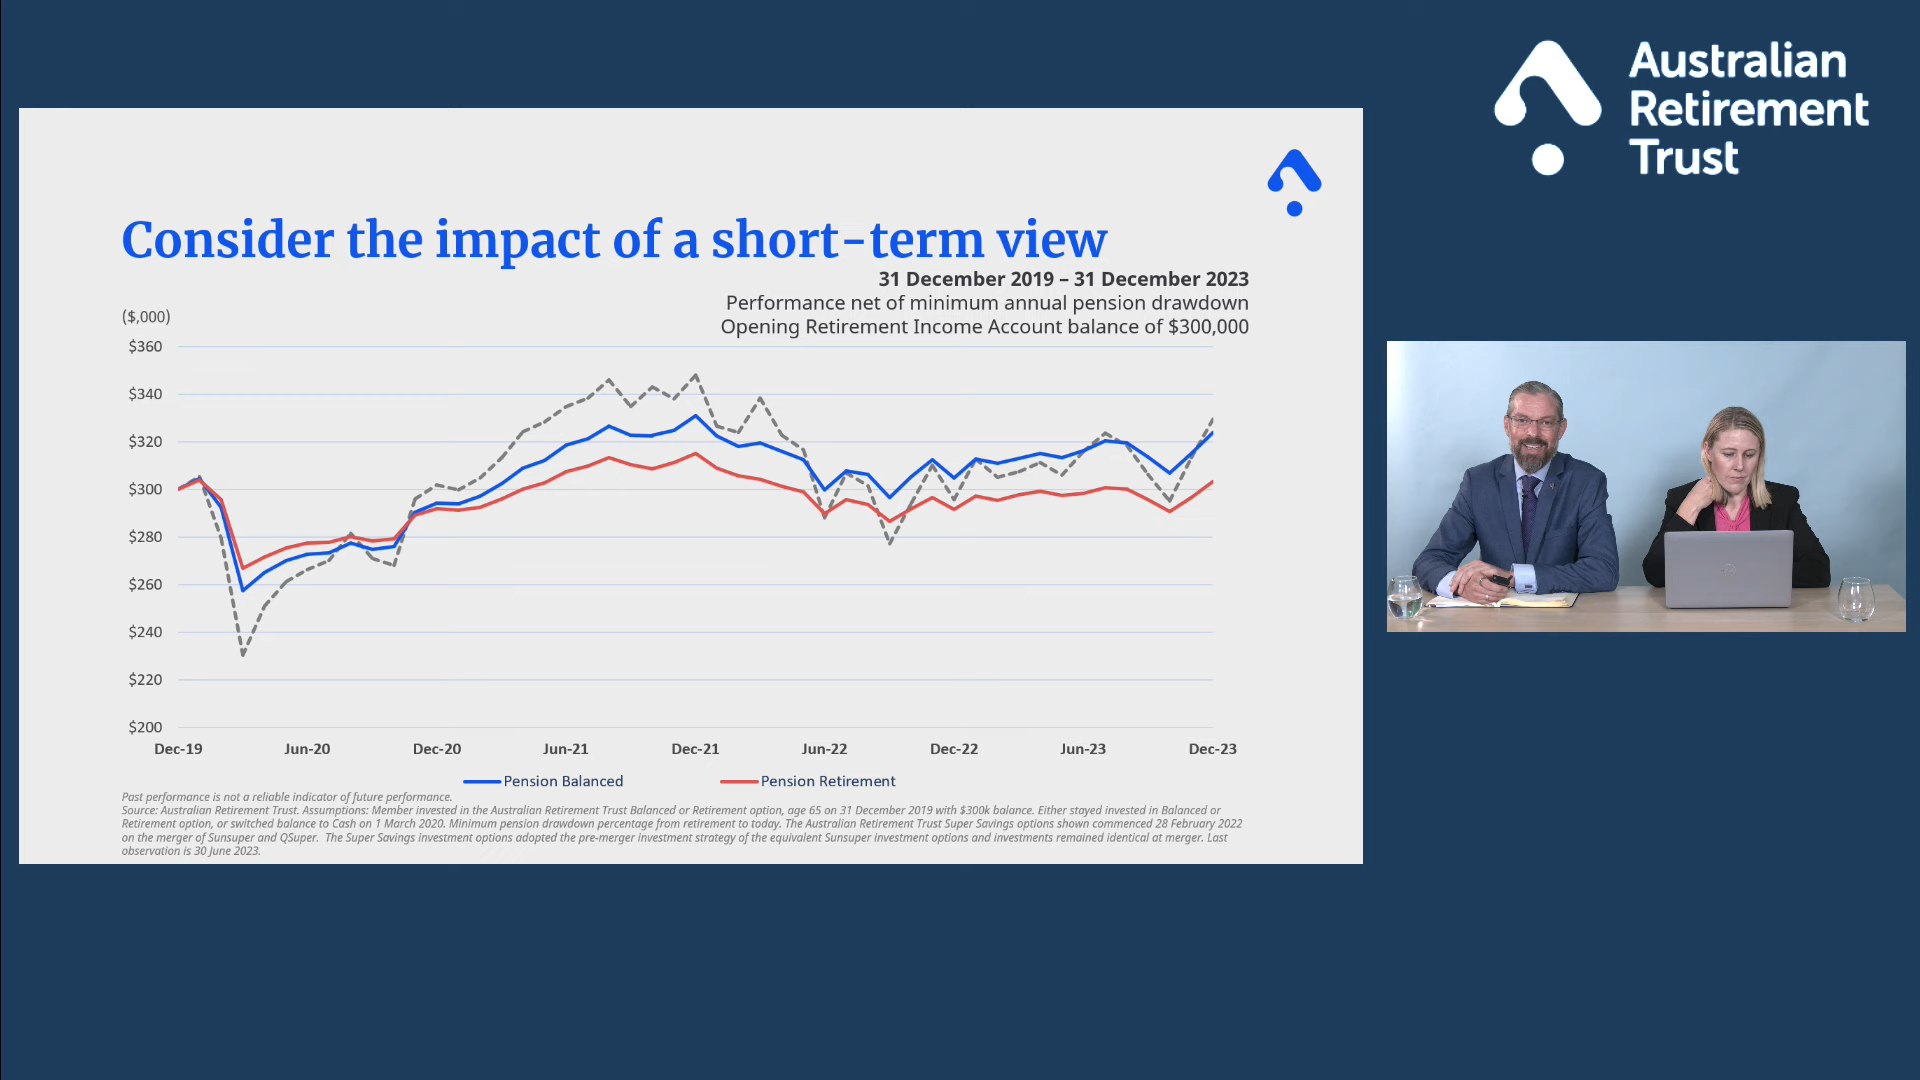 Australian
Retirement
Trust
Consider the impact of a short-term view
31 December 2019 – 31 December 2023
Performance net of minimum annual pension drawdown
Opening Retirement Income Account balance of $300,000
($,000)
$360
$340
$320
$300
$280
$260
$240
$220
$200
Dec-19 Jun-20 Dec-20 Jun-21 Dec-21 Jun-22 Dec-22 Jun-23 Dec-23
Pension Balanced Pension Retirement
Past performance is not a reliable indicator of future performance.
Source: Australian Retirement Trust. Assumptions: Member invested in the Australian Retirement Trust Balanced or Retirement option, age 65 on 31 December 2019 with $300k balance. Either stayed invested in Balanced or
Retirement option, or switched balance to Cash on 1 March 2020. Minimum pension drawdown percentage from retirement to today. The Australian Retirement Trust Super Savings options shown commenced 28 February 2022
on the merger of Sunsuper and QSuper. The Super Savings investment options adopted the pre-merger investment strategy of the equivalent Sunsuper investment options and investments remained identical at merger. Last
observation is 30 June 2023.